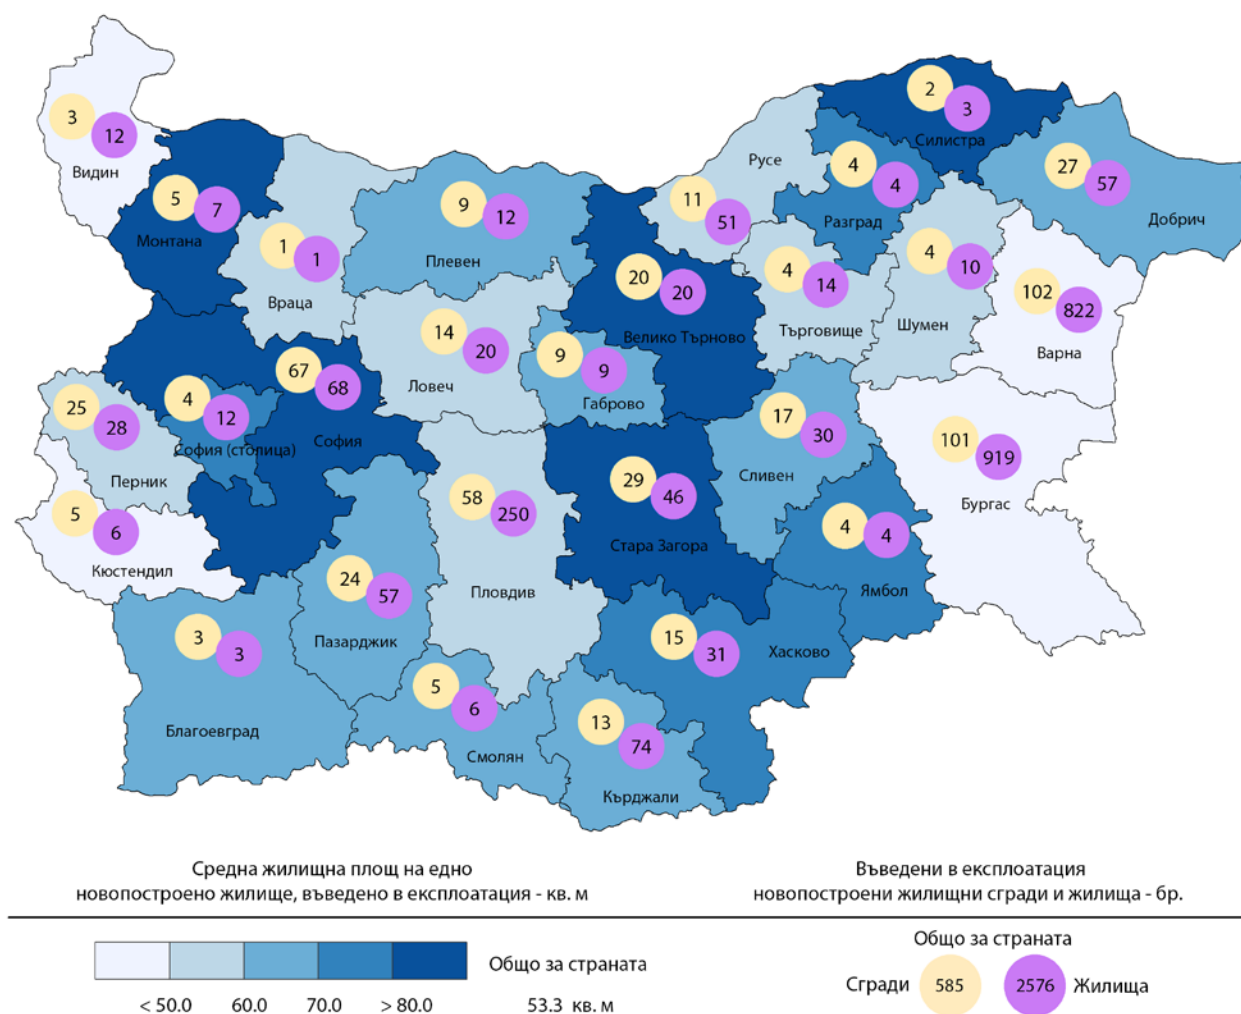 2
3
Силистра
3
12
Видин
Русе
4
4
Разград
27
57
Добрич
5
7
Монтана
9
12
Плевен
11
51
1
1
Враца
4
10
Шумен
20
20
Велико Търново
4
14
Търговище
102
822
Варна
14
20
Ловеч
9
9
Габрово
67
68
София
4
12
София (столица)
25
28
Перник
17
30
Сливен
101
919
Бургас
5
6
Кюстендил
58
250
Пловдив
29
46
Стара Загора
4
4
Ямбол
24
57
Пазарджик
3
3
Благоевград
15
31
Хасково
5
6
Смолян
13
74
Кърджали
Средна жилищна площ на едно
новопостроено жилище, въведено в експлоатация - кв. м
Въведени в експлоатация
новопостроени жилищни сгради и жилища - бр.
Общо за страната
< 50.0 60.0 70.0 > 80.0
53.3 кв. м
Общо за страната
Сгради 585 2576 Жилища